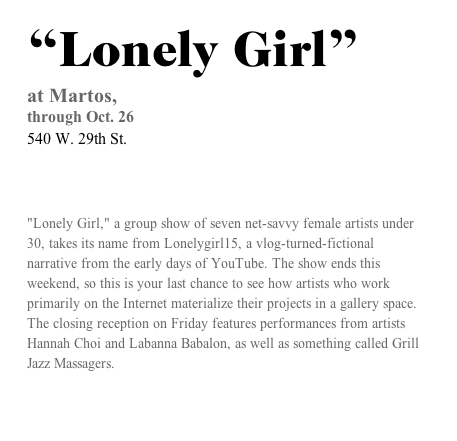 “Lonely Girl”
at Martos,
through Oct. 26
540 W. 29th St.
"Lonely Girl," a group show of seven net-savvy female artists under
30, takes its name from Lonelygirl15, a vlog-turned-fictional
narrative from the early days of YouTube. The show ends this
weekend, so this is your last chance to see how artists who work
primarily on the Internet materialize their projects in a gallery space.
The closing reception on Friday features performances from artists
Hannah Choi and Labanna Babalon, as well as something called Grill
Jazz Massagers.